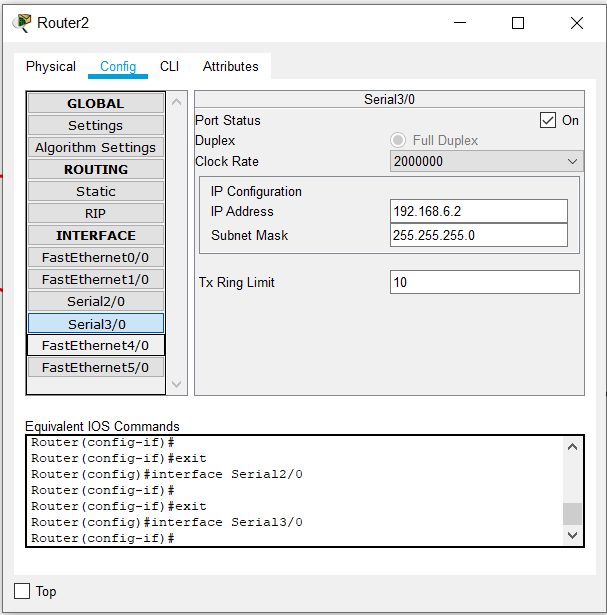 Router2
Physical Config CLI Attributes
GLOBAL
Settings
Algorithm Settings
ROUTING
Static
RIP
INTERFACE
FastEthernet0/0
FastEthernet1/0
Serial2/0
Serial3/0
FastEthernet4/0
FastEthernet5/0
Serial3/0
Port Status On
Duplex Full Duplex
Clock Rate 2000000
IP Configuration
IP Address 192.168.6.2
Subnet Mask 255.255.255.0
Tx Ring Limit 10
Equivalent IOS Commands
Router(config-if)#
Router(config-if)#exit
Router(config)#interface Serial2/0
Router(config-if)#
Router(config-if)#exit
Router(config)#interface Serial3/0
Router(config-if)#
Top